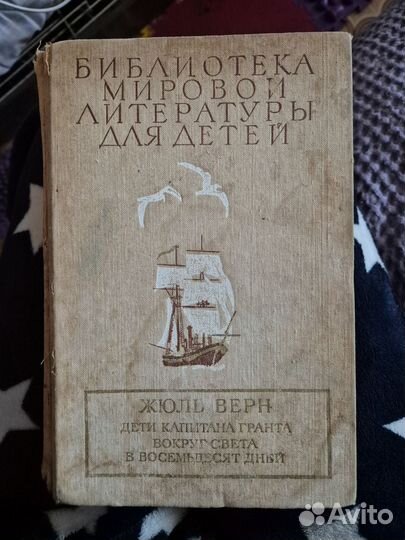 БИБЛИОТЕКА
МИРОВОЙ
ЛИТЕРАТУРЫ
ДЛЯ ДЕТЕЙ
ЖЮЛЬ ВЕРН
ДЕТИ КАПИТАНА ГРАНТА
ВОКРУГ СВЕТА
В ВОСЕМЬДЕСЯТ ДНЕЙ
Avito